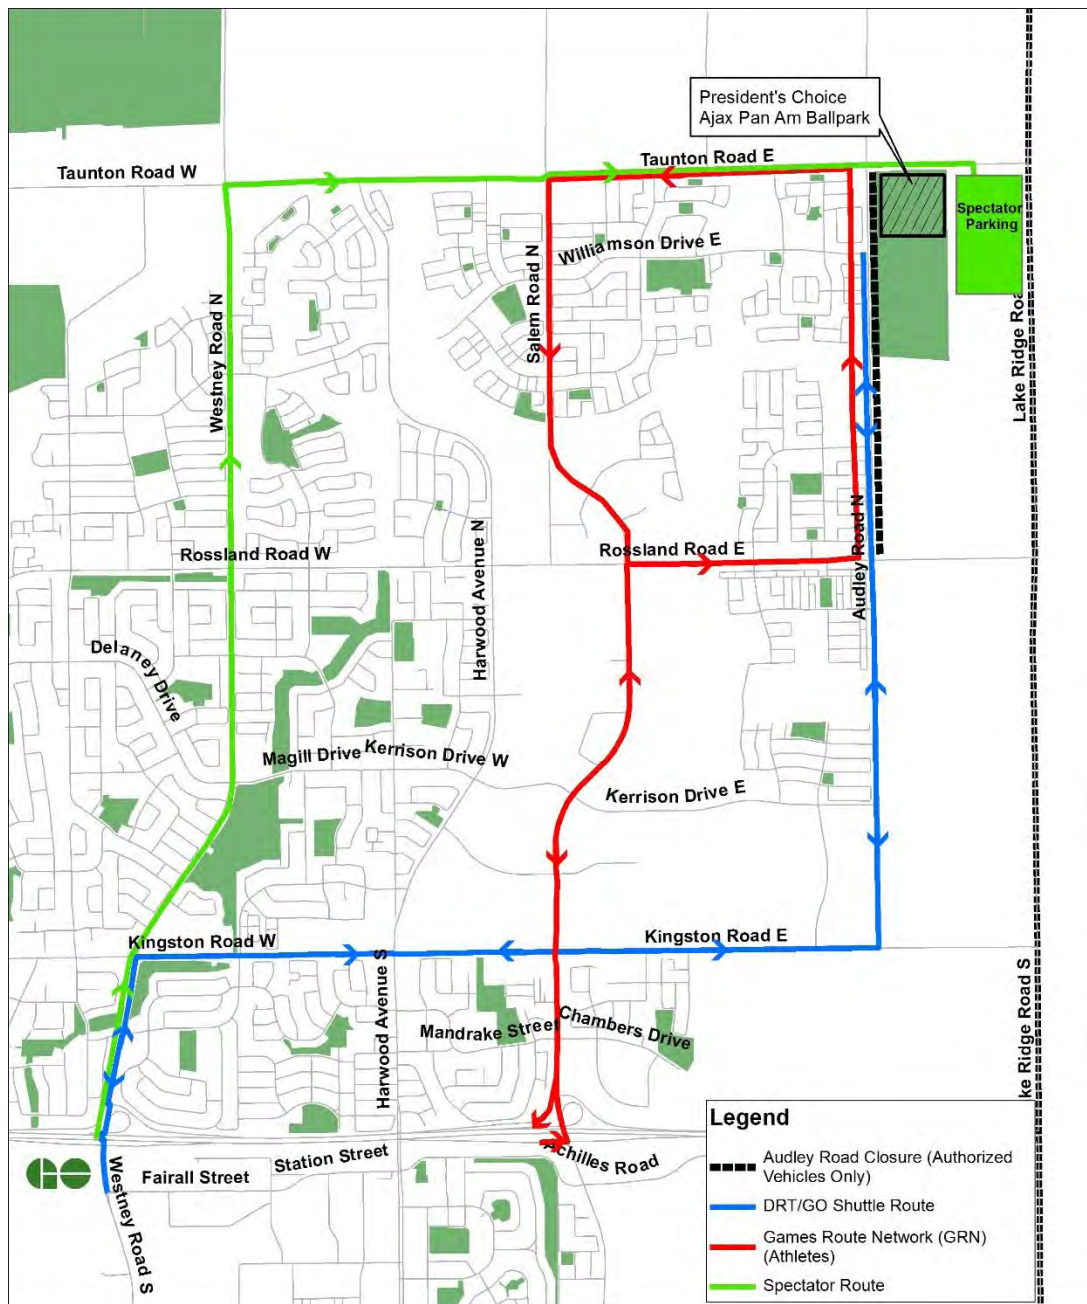 President's Choice
Ajax Pan Am Ballpark
Taunton Road W
Taunton Road E
Spectator
Parking
Williamson Drive E
Salem Road N
Westney Road N
Lake Ridge Roa
Rossland Road W
Rossland Road E
Audley Road N
Harwood Avenue N
Delaney Drive
Magill Drive
Kerrison Drive W
Kerrison Drive E
Kingston Road W
Kingston Road E
Harwood Avenue S
Mandrake Street
Chambers Drive
ke Ridge Road S
Achilles Road
Station Street
Fairall Street
Westney Road S
GO
Legend
Audley Road Closure (Authorized
Vehicles Only)
DRT/GO Shuttle Route
Games Route Network (GRN)
(Athletes)
Spectator Route